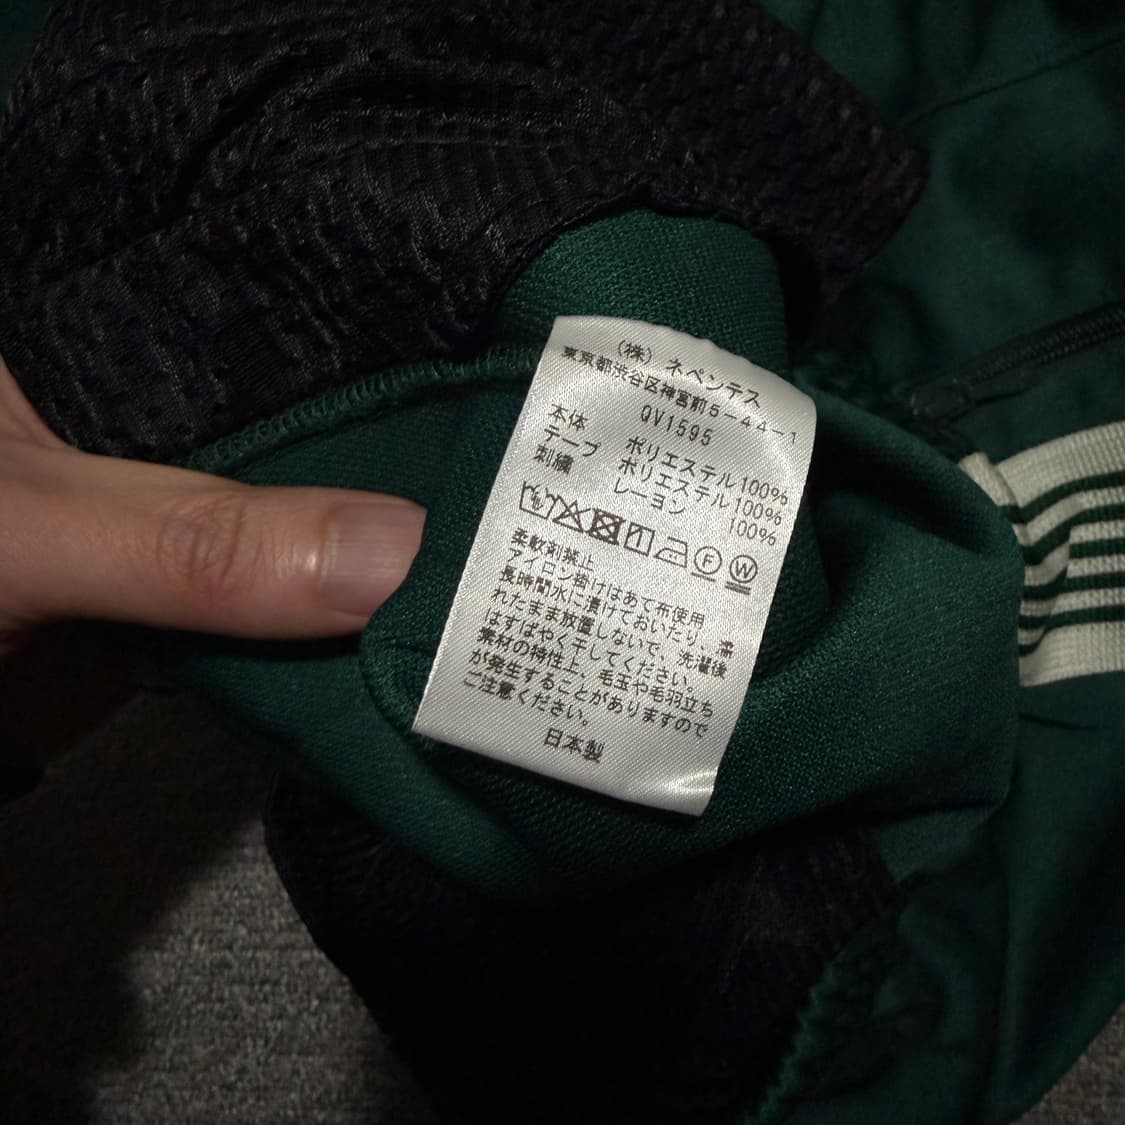 (株) ネペンテス
東京都渋谷区神宮前5-44-1
QV1595
本体 ポリエステル100%
テープ ポリエステル100%
刺繍 レーヨン 100%
F W
柔軟剤禁止
アイロン掛けはあて布使用
長時間水に漬けておいたり、濡
れたまま放置しないで、洗濯後
はすばやく干してください。
素材の特性上、毛玉や毛羽立ち
が発生することがありますので
ご注意ください。
日本製